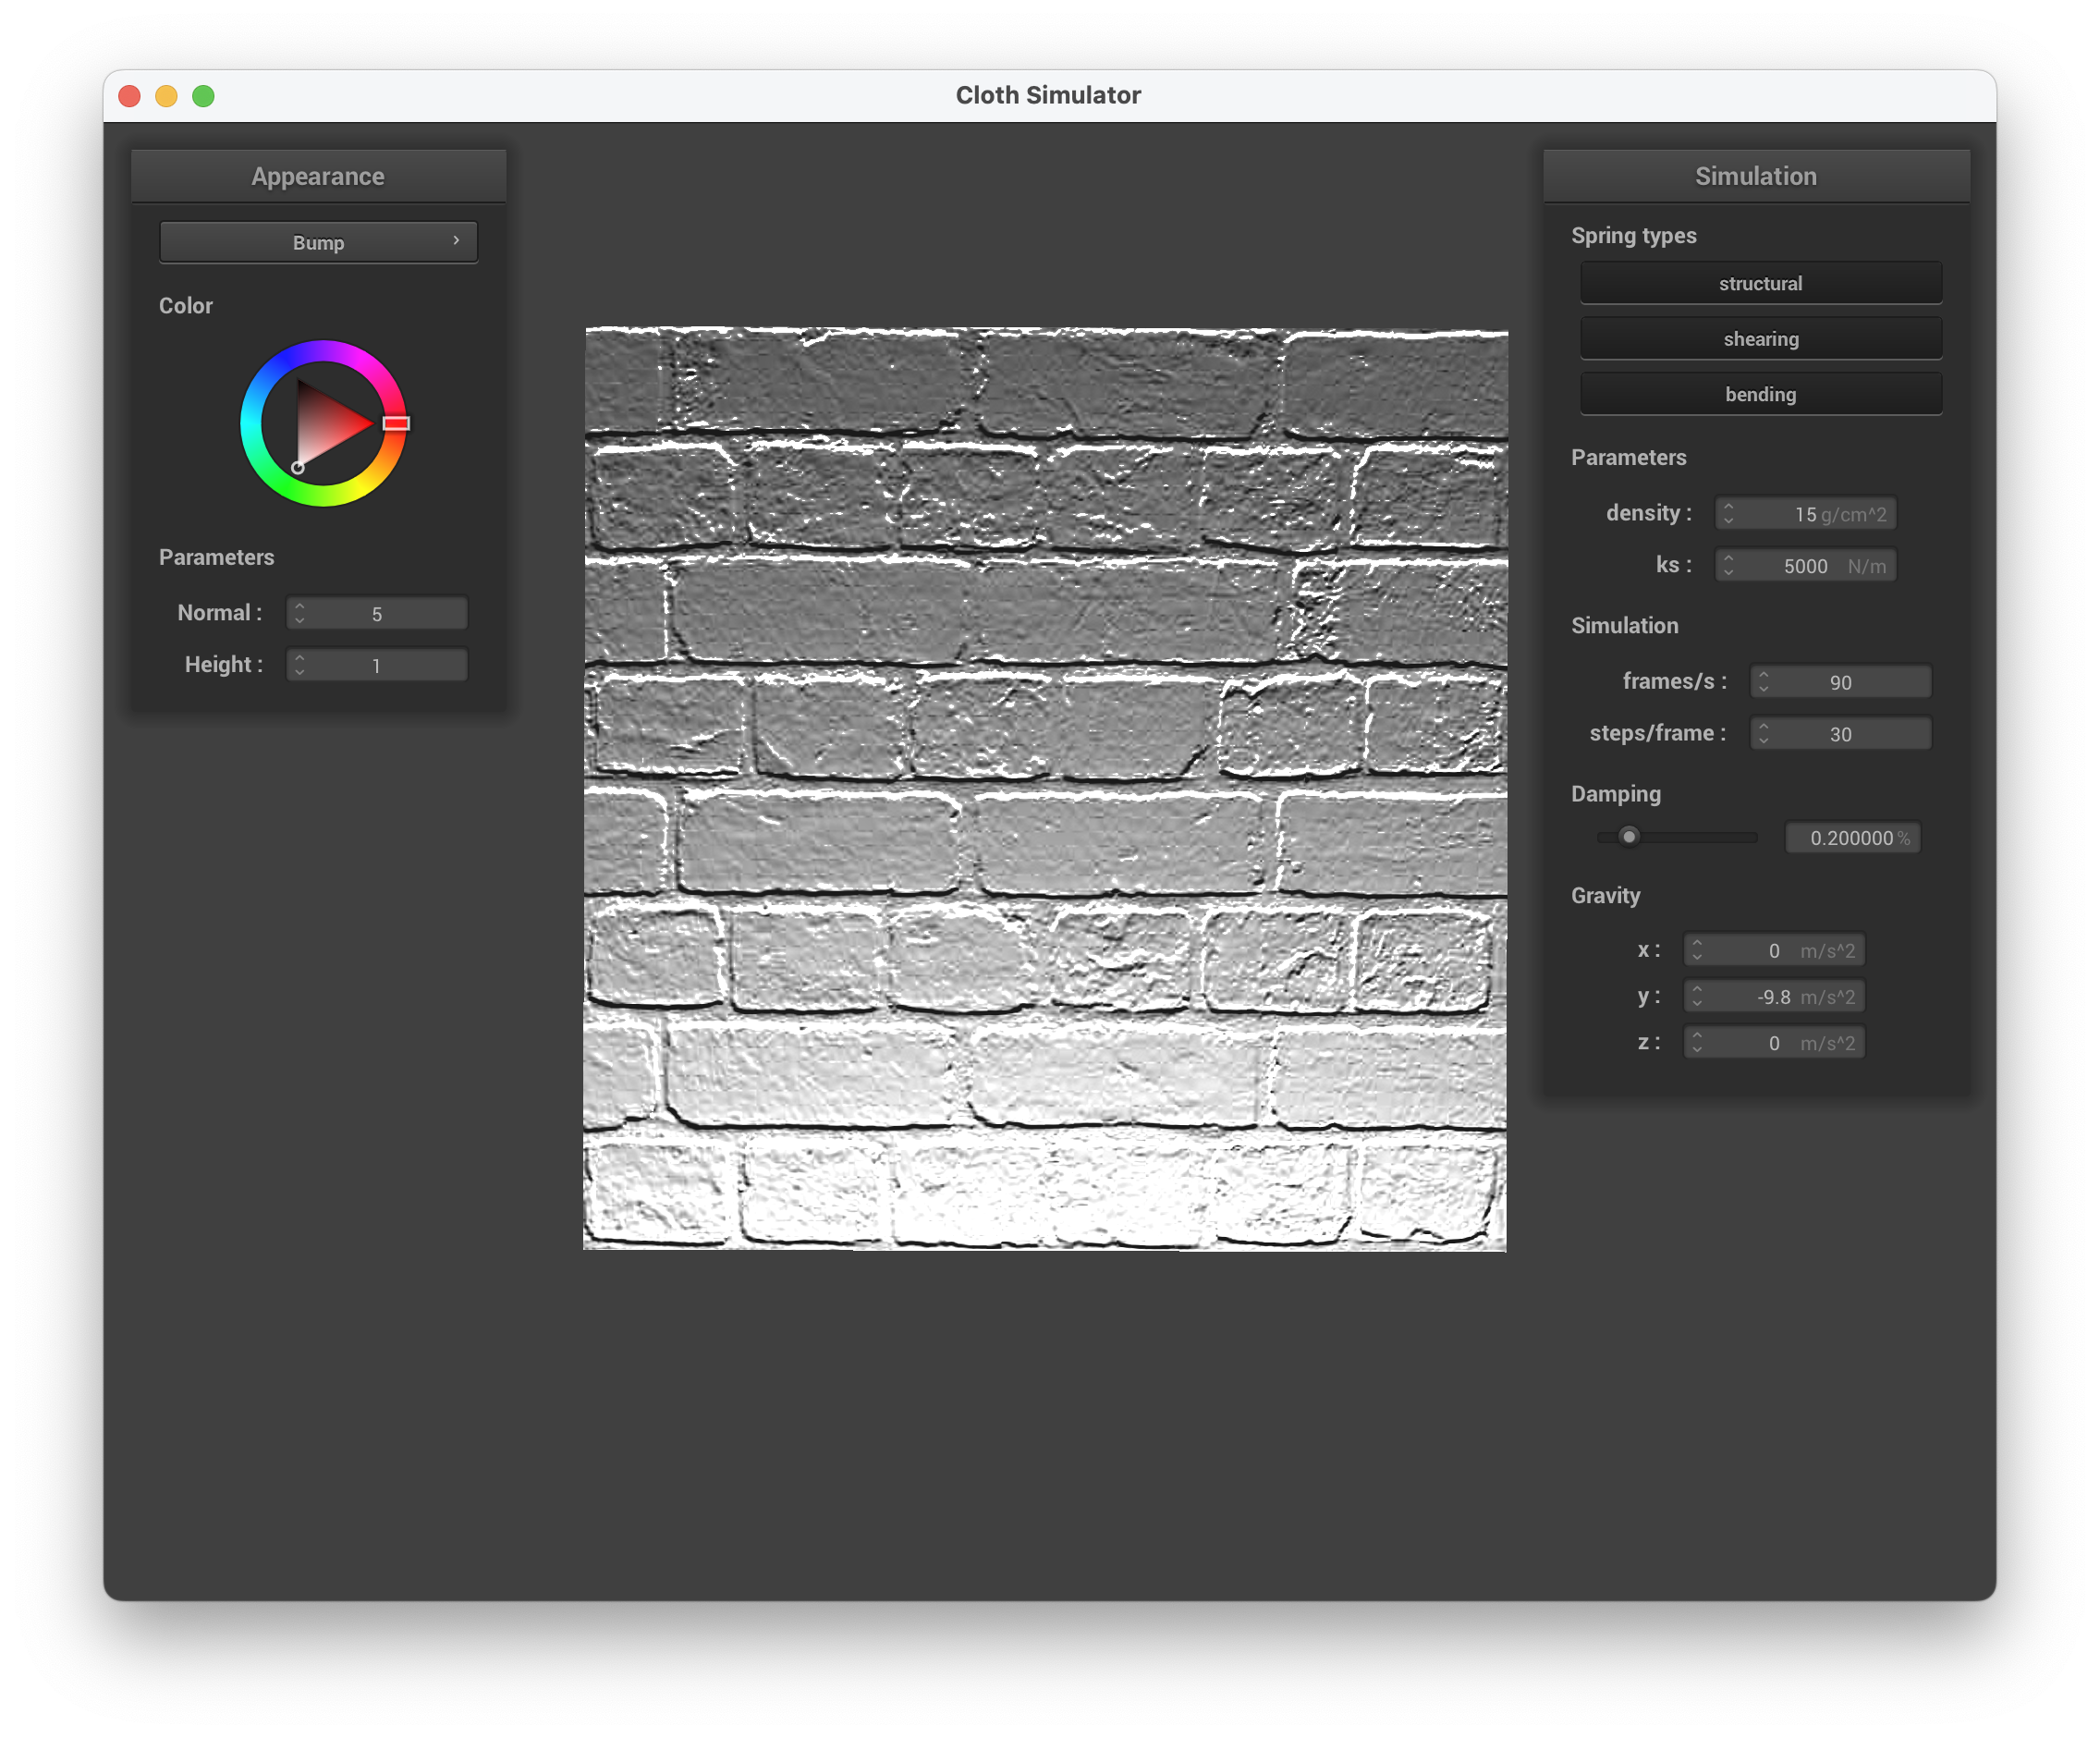 Cloth Simulator
Appearance
Bump
Color
Parameters
Normal : 5
Height : 1
Simulation
Spring types
structural
shearing
bending
Parameters
density : 15 g/cm^2
ks : 5000 N/m
Simulation
frames/s : 90
steps/frame : 30
Damping
0.200000 %
Gravity
x : 0 m/s^2
y : -9.8 m/s^2
z : 0 m/s^2